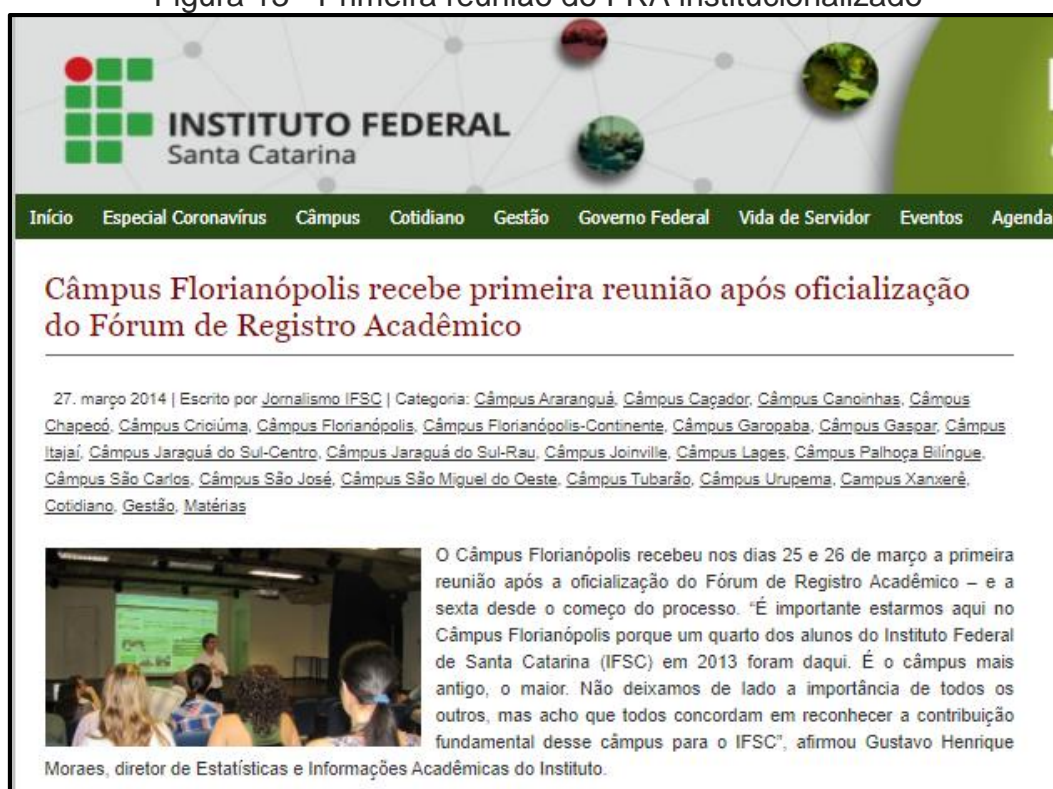 INSTITUTO FEDERAL
Santa Catarina
Início Especial Coronavírus Câmpus Cotidiano Gestão Governo Federal Vida de Servidor Eventos Agenda
Câmpus Florianópolis recebe primeira reunião após oficialização
do Fórum de Registro Acadêmico
27. março 2014 | Escrito por Jornalismo IFSC | Categoria: Câmpus Araranguá, Câmpus Caçador, Câmpus Canoinhas, Câmpus
Chapecó, Câmpus Criciúma, Câmpus Florianópolis, Câmpus Florianópolis-Continente, Câmpus Garopaba, Câmpus Gaspar, Câmpus
Itajaí, Câmpus Jaraguá do Sul-Centro, Câmpus Jaraguá do Sul-Rau, Câmpus Joinville, Câmpus Lages, Câmpus Palhoça Bilíngue,
Câmpus São Carlos, Câmpus São José, Câmpus São Miguel do Oeste, Câmpus Tubarão, Câmpus Urupema, Campus Xanxerê,
Cotidiano, Gestão, Matérias
O Câmpus Florianópolis recebeu nos dias 25 e 26 de março a primeira
reunião após a oficialização do Fórum de Registro Acadêmico – e a
sexta desde o começo do processo. “É importante estarmos aqui no
Câmpus Florianópolis porque um quarto dos alunos do Instituto Federal
de Santa Catarina (IFSC) em 2013 foram daqui. É o câmpus mais
antigo, o maior. Não deixamos de lado a importância de todos os
outros, mas acho que todos concordam em reconhecer a contribuição
fundamental desse câmpus para o IFSC”, afirmou Gustavo Henrique
Moraes, diretor de Estatísticas e Informações Acadêmicas do Instituto.